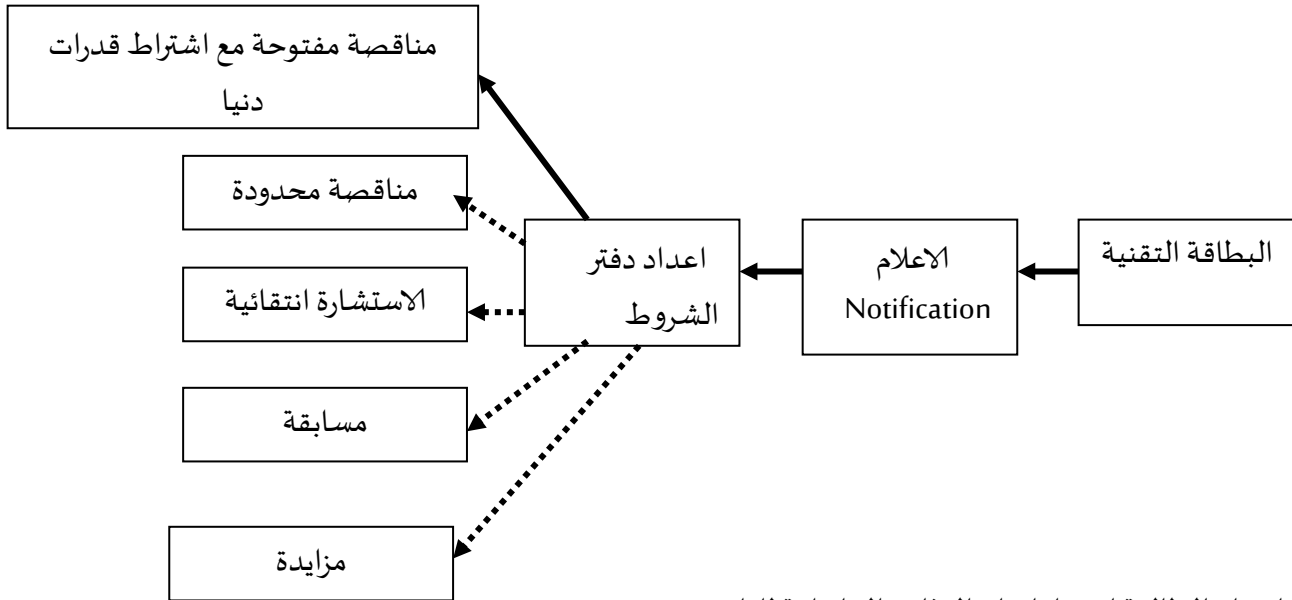 البطاقة التقنية
الاعلام
Notification
اعداد دفتر
الشروط
مناقصة مفتوحة مع اشتراط قدرات
دنيا
مناقصة محدودة
الاستشارة انتقائية
مسابقة
مزايدة